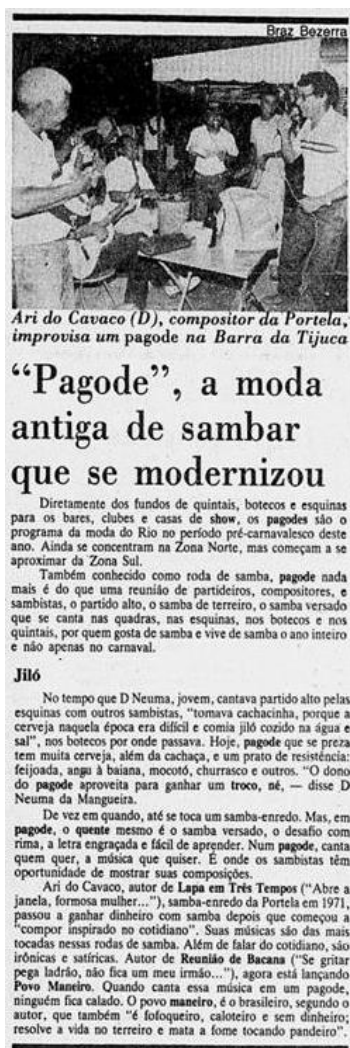 Braz Bezerra
Ari do Cavaco (D), compositor da Portela,
improvisa um pagode na Barra da Tijuca
“Pagode”, a moda
antiga de sambar
que se modernizou
Diretamente dos fundos de quintais, botecos e esquinas
para os bares, clubes e casas de show, os pagodes são o
programa da moda do Rio no período pré-carnavalesco deste
ano. Ainda se concentram na Zona Norte, mas começam a se
aproximar da Zona Sul.
Também conhecido como roda de samba, pagode nada
mais é do que uma reunião de partideiros, compositores, e
sambistas, o partido alto, o samba de terreiro, o samba versado
que se canta nas quadras, nas esquinas, nos botecos e nos
quintais, por quem gosta de samba e vive de samba o ano inteiro
e não apenas no carnaval.
Jiló
No tempo que D Neuma, jovem, cantava partido alto pelas
esquinas com outros sambistas, “tomava cachacinha, porque a
cerveja naquela época era difícil e comia jiló cozido na água e
sal”, nos botecos por onde passava. Hoje, pagode que se preza
tem muita cerveja, além da cachaça, e um prato de resistência:
feijoada, angu à baiana, mocotó, churrasco e outros. “O dono
do pagode aproveita para ganhar um troco, né, — disse D
Neuma da Mangueira.
De vez em quando, até se toca um samba-enredo. Mas, em
pagode, o quente mesmo é o samba versado, o desafio com
rima, a letra engraçada e fácil de aprender. Num pagode, canta
quem quer, a música que quiser. É onde os sambistas têm
oportunidade de mostrar suas composições.
Ari do Cavaco, autor de Lapa em Três Tempos (“Abre a
janela, formosa mulher...”), samba-enredo da Portela em 1971,
passou a ganhar dinheiro com samba depois que começou a
“compor inspirado no cotidiano”. Suas músicas são das mais
tocadas nessas rodas de samba. Além de falar do cotidiano, são
irônicas e satíricas. Autor de Reunião de Bacana (“Se gritar
pega ladrão, não fica um meu irmão...”), agora está lançando
Povo Maneiro. Quando canta essa música em um pagode,
ninguém fica calado. O povo maneiro, é o brasileiro, segundo o
autor, que também “é fofoqueiro, caloteiro e sem dinheiro;
resolve a vida no terreiro e mata a fome tocando pandeiro”.